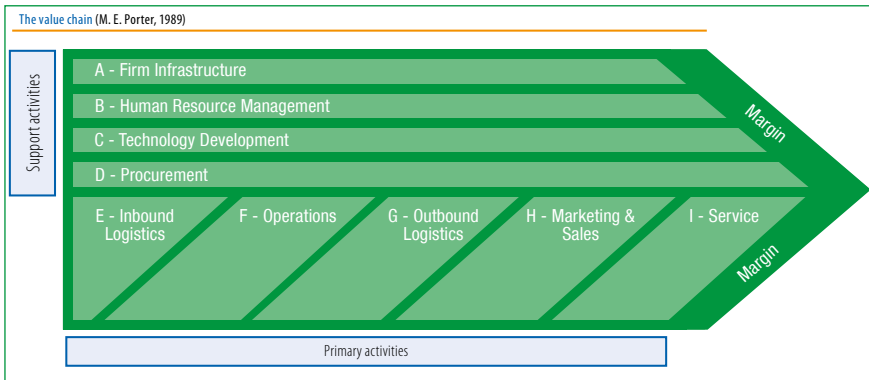 The value chain (M. E. Porter, 1989)
Support activities
A - Firm Infrastructure
B - Human Resource Management
C - Technology Development
D - Procurement
E - Inbound
Logistics
F - Operations
G - Outbound
Logistics
H - Marketing &
Sales
I - Service
Margin
Margin
Primary activities